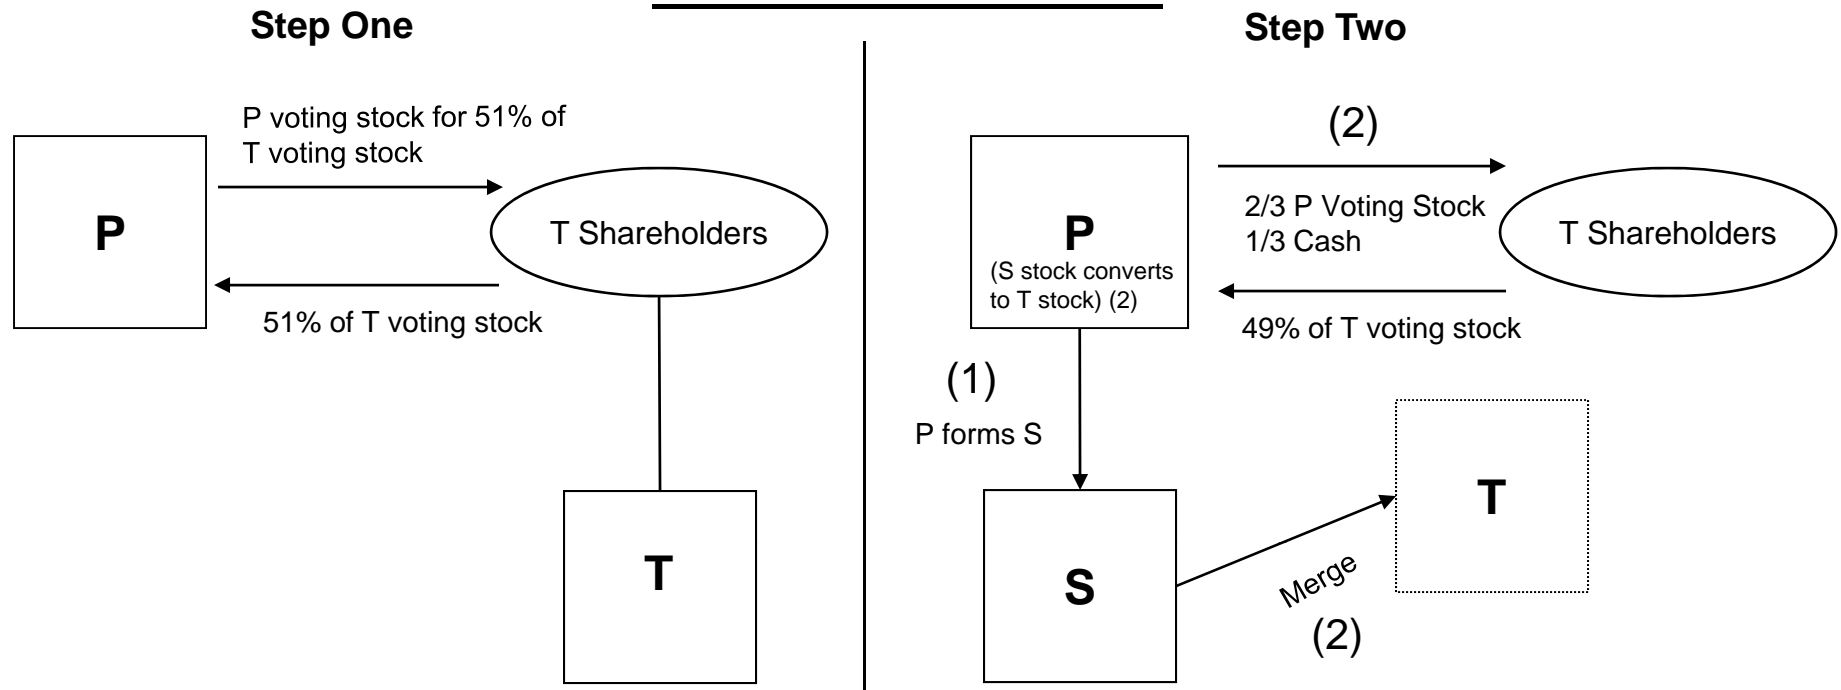 Step One
P voting stock for 51% of
T voting stock
P
T Shareholders
51% of T voting stock
T
Step Two
(2)
P
(S stock converts
to T stock) (2)
2/3 P Voting Stock
1/3 Cash
T Shareholders
49% of T voting stock
(1)
P forms S
S
Merge
(2)
T